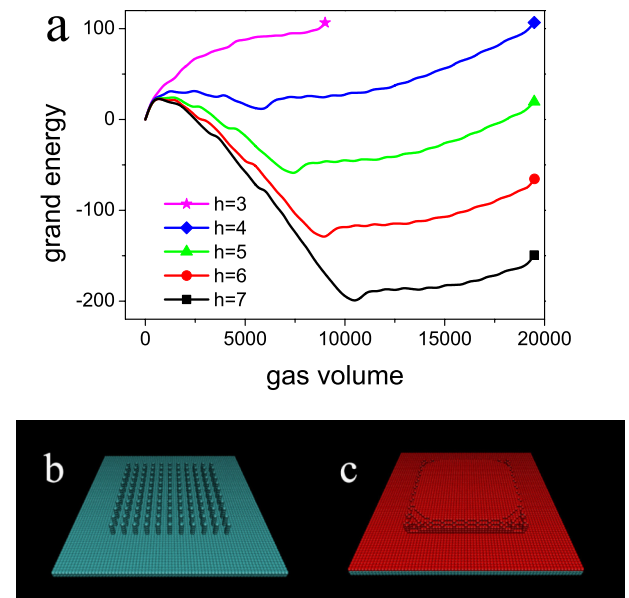 a
100
0
-100
-200
grand energy
h=3
h=4
h=5
h=6
h=7
0 5000 10000 15000 20000
gas volume
b c